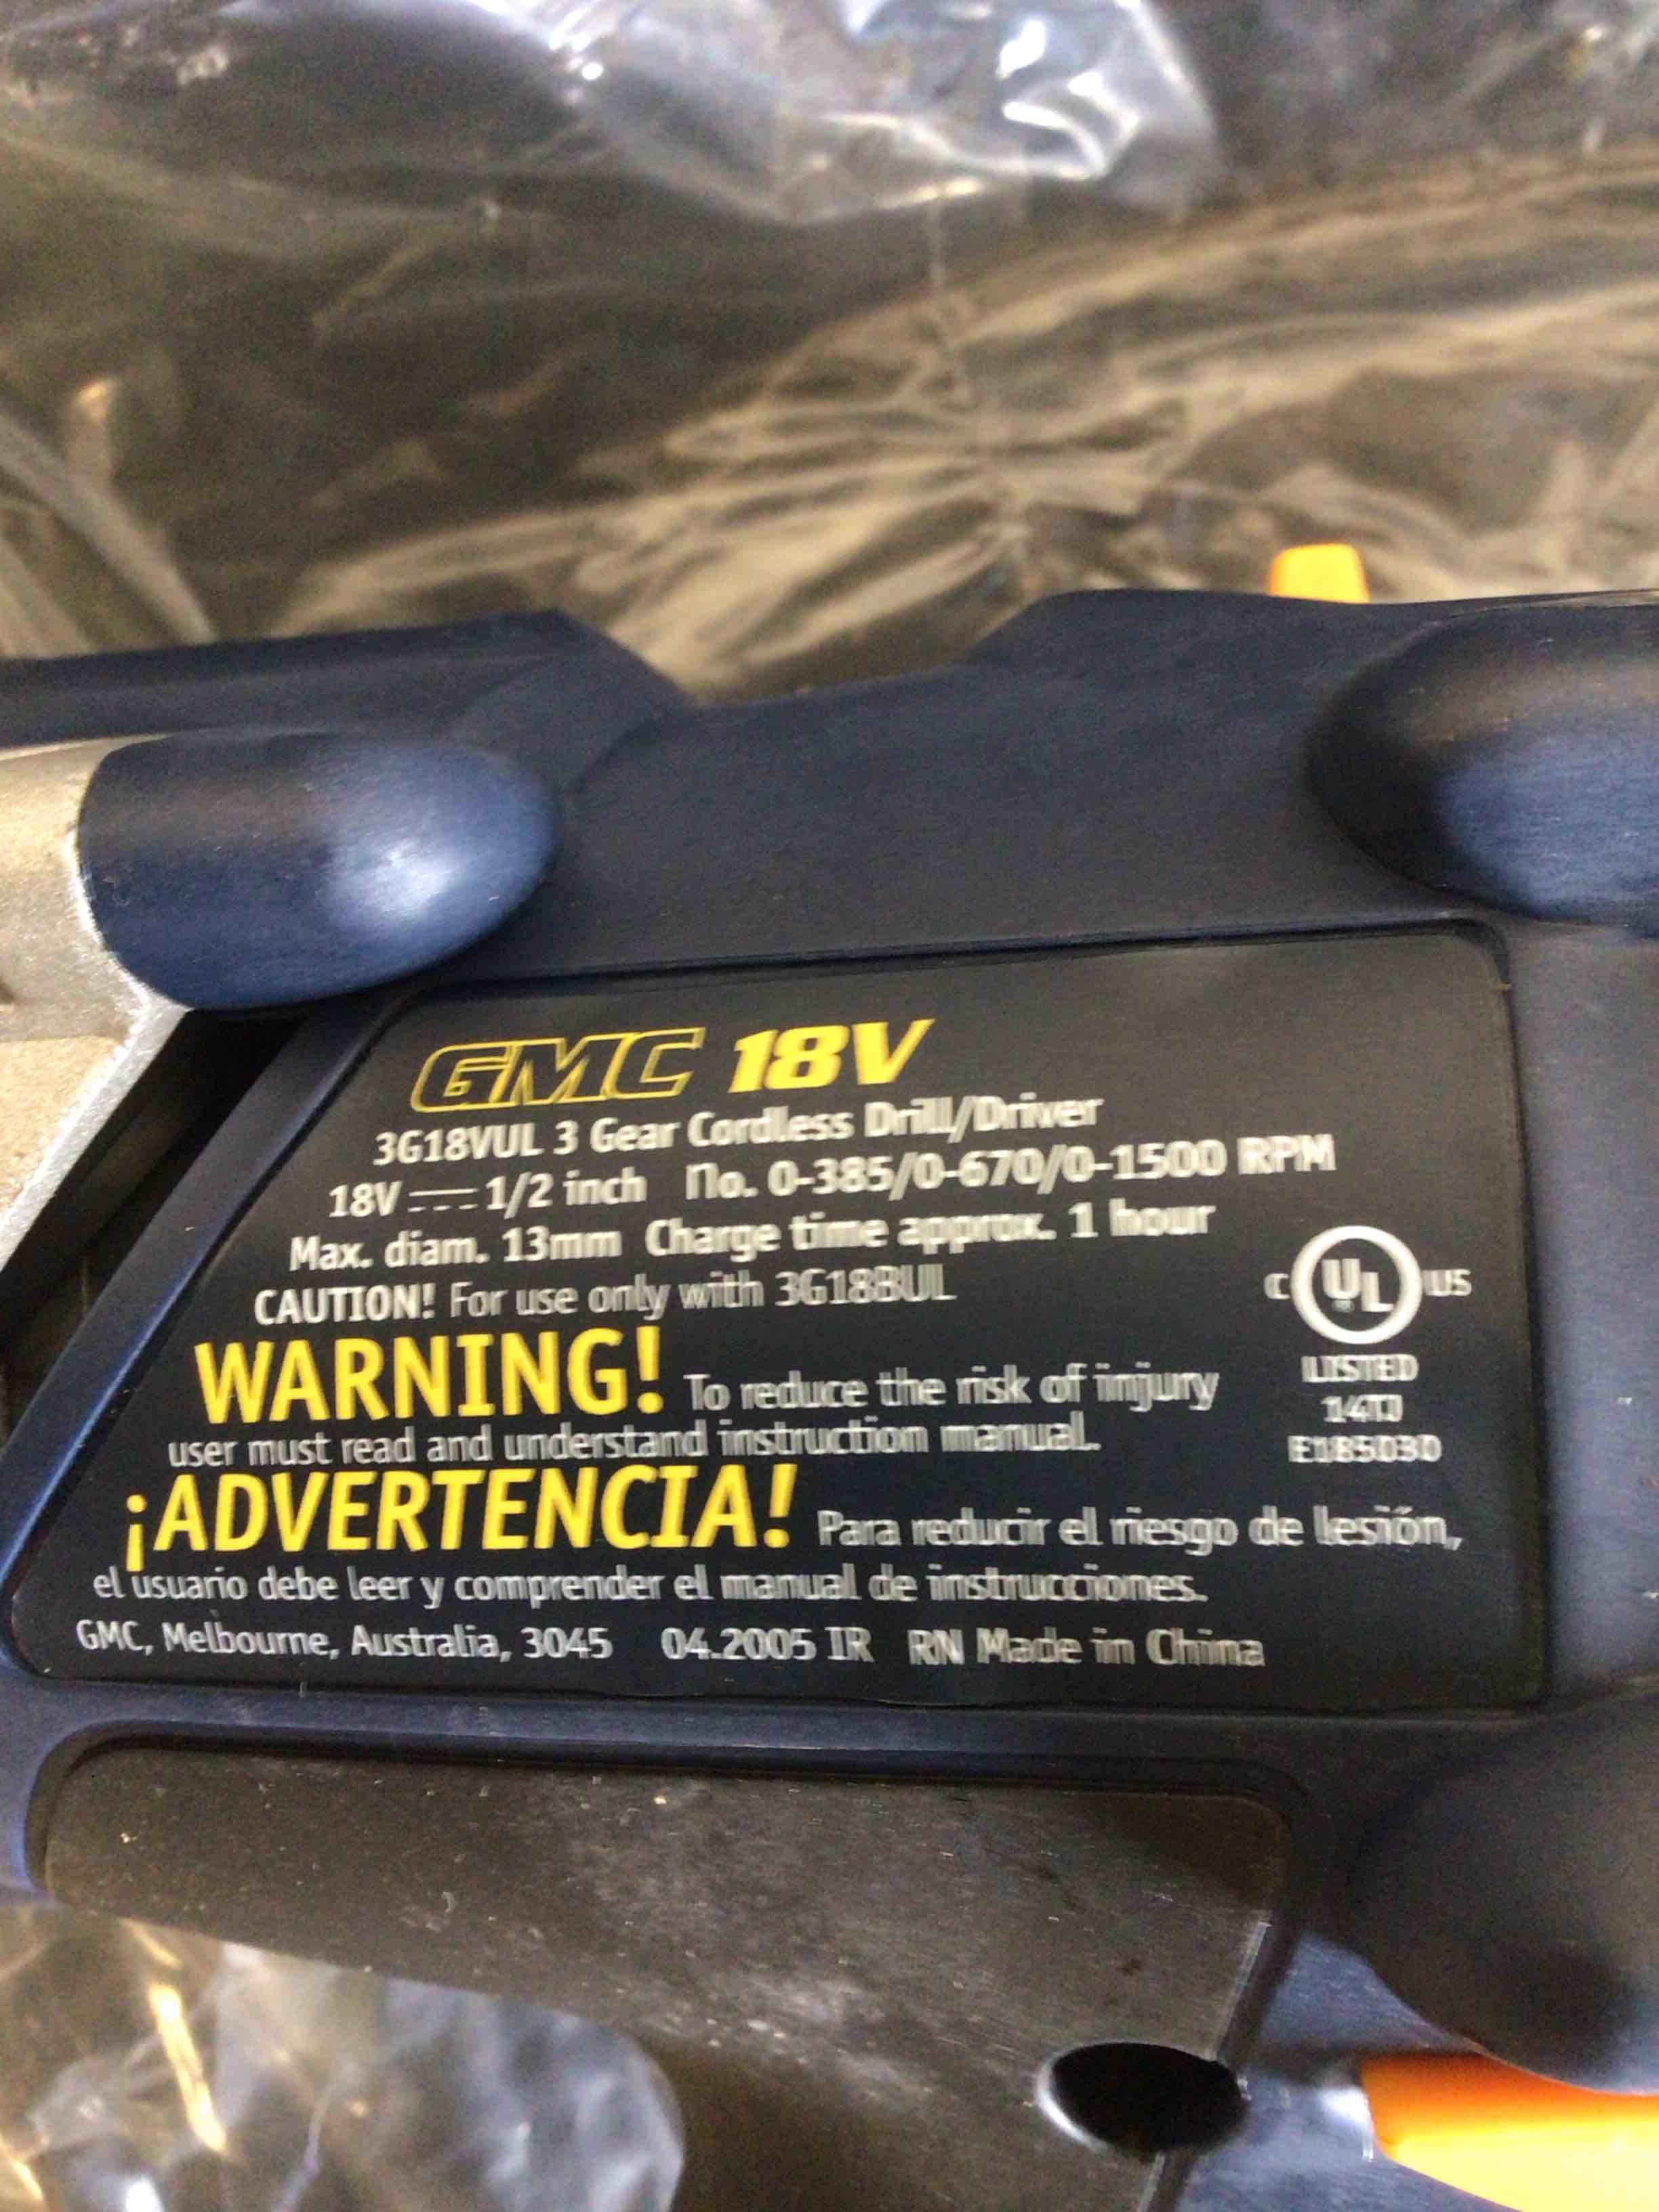 GMC 18V
3G18VUL 3 Gear Cordless Drill/Driver
18V ⎓ 1/2 inch No. 0-385/0-670/0-1500 RPM
Max. diam. 13mm Charge time approx. 1 hour
CAUTION! For use only with 3G18BUL
WARNING! To reduce the risk of injury
user must read and understand instruction manual.
C UL US
LISTED
14TJ
E185030
¡ADVERTENCIA! Para reducir el riesgo de lesión,
el usuario debe leer y comprender el manual de instrucciones.
GMC, Melbourne, Australia, 3045 04.2005 IR RN Made in China